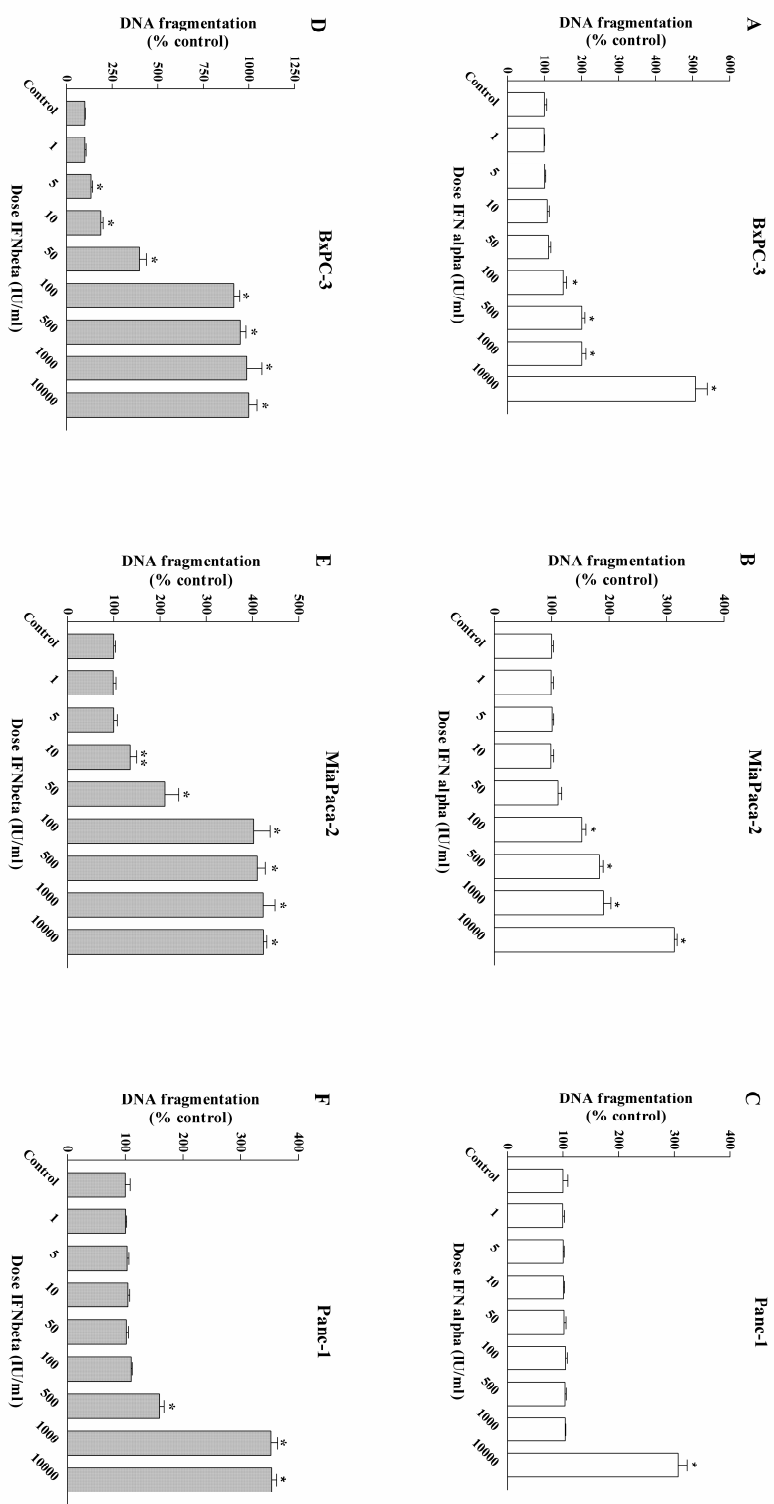 A
BxPC-3
DNA fragmentation
(% control)
600
500
400
300
200
100
0
* * * *
Control 1 5 10 50 100 500 1000 10000
Dose IFN alpha (IU/ml)
B
MiaPaca-2
DNA fragmentation
(% control)
400
300
200
100
0
* * * *
Control 1 5 10 50 100 500 1000 10000
Dose IFN alpha (IU/ml)
C
Panc-1
DNA fragmentation
(% control)
400
300
200
100
0
*
Control 1 5 10 50 100 500 1000 10000
Dose IFN alpha (IU/ml)
D
BxPC-3
DNA fragmentation
(% control)
1250
1000
750
500
250
0
* * * * * * *
Control 1 5 10 50 100 500 1000 10000
Dose IFNbeta (IU/ml)
E
MiaPaca-2
DNA fragmentation
(% control)
500
400
300
200
100
0
** * * * * *
Control 1 5 10 50 100 500 1000 10000
Dose IFNbeta (IU/ml)
F
Panc-1
DNA fragmentation
(% control)
400
300
200
100
0
* * *
Control 1 5 10 50 100 500 1000 10000
Dose IFNbeta (IU/ml)